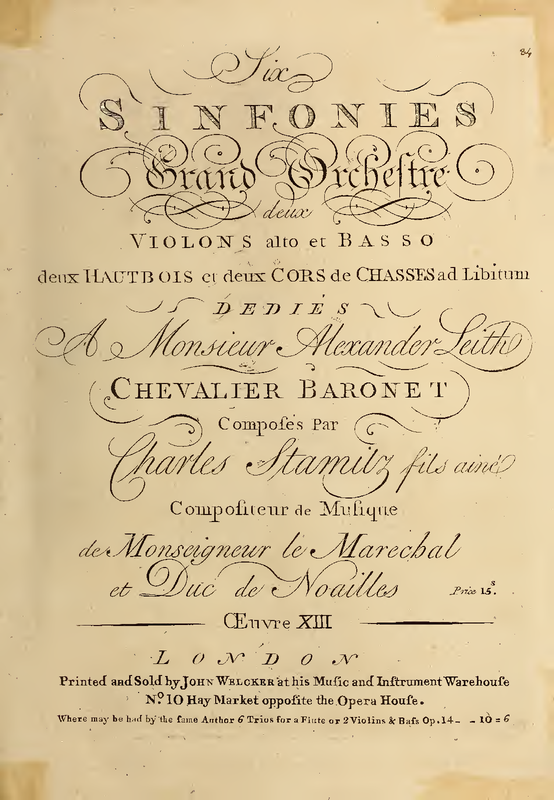 84
Six
SINFONIES
Grand Orcheſtre
deux
VIOLONS alto et BASSO
deux HAUTBOIS et deux CORS de CHASSES ad Libitum
DEDIÉS
A Monsieur Alexander Leith
CHEVALIER BARONET
Compoſés Par
Charles Stamitz fils ainé
Compoſiteur de Muſique
de Monseigneur le Marechal
et Duc de Noailles
Price 15.s
Œuvre XIII
LONDON
Printed and Sold by JOHN WELCKER at his Muſic and Inſtrument Warehouſe
N.o 10 Hay Market oppoſite the Opera Houſe.
Where may be had by the ſame Author 6 Trios for a Flute or 2 Violins & Baſs Op. 14 - - 10 = 6